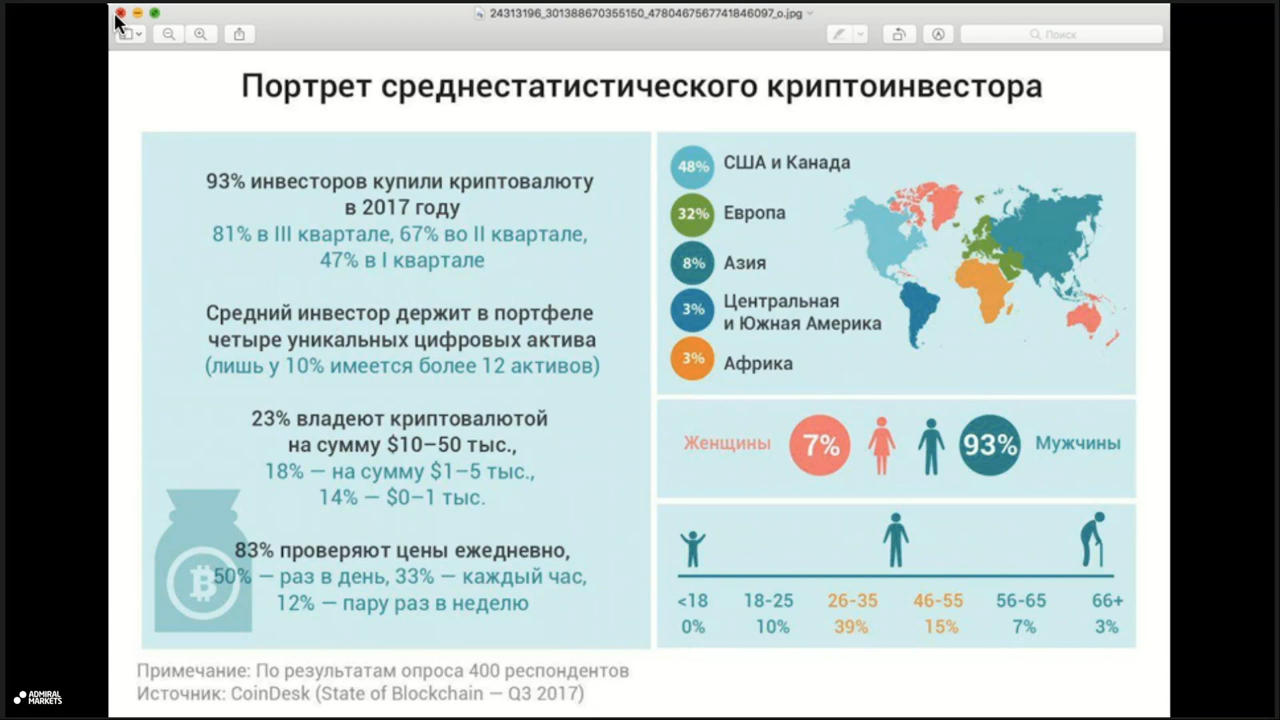 24313196_301388670355150_4780467567741846097_o.jpg
Поиск
Портрет среднестатистического криптоинвестора
93% инвесторов купили криптовалюту
в 2017 году
81% в III квартале, 67% во II квартале,
47% в I квартале
Средний инвестор держит в портфеле
четыре уникальных цифровых актива
(лишь у 10% имеется более 12 активов)
23% владеют криптовалютой
на сумму $10–50 тыс.,
18% — на сумму $1–5 тыс.,
14% — $0–1 тыс.
83% проверяют цены ежедневно,
50% — раз в день, 33% — каждый час,
12% — пару раз в неделю
48% США и Канада
32% Европа
8% Азия
3% Центральная
и Южная Америка
3% Африка
Женщины 7% 93% Мужчины
<18 18-25 26-35 46-55 56-65 66+
0% 10% 39% 15% 7% 3%
Примечание: По результатам опроса 400 респондентов
Источник: CoinDesk (State of Blockchain — Q3 2017)
ADMIRAL
MARKETS